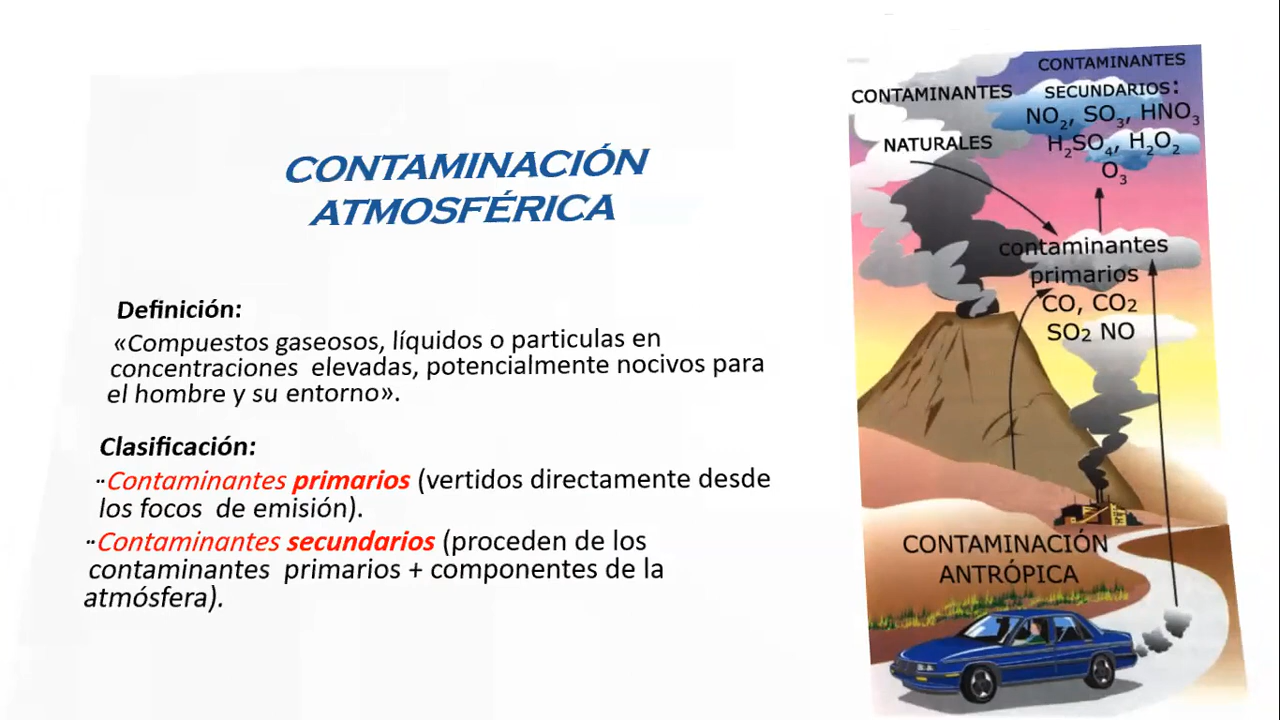 CONTAMINACIÓN
ATMOSFÉRICA
Definición:
«Compuestos gaseosos, líquidos o particulas en
concentraciones elevadas, potencialmente nocivos para
el hombre y su entorno».
Clasificación:
··Contaminantes primarios (vertidos directamente desde
los focos de emisión).
··Contaminantes secundarios (proceden de los
contaminantes primarios + componentes de la
atmósfera).
CONTAMINANTES
NATURALES
CONTAMINANTES
SECUNDARIOS:
NO₂, SO₃, HNO₃
H₂SO₄, H₂O₂
O₃
contaminantes
primarios
CO, CO₂
SO₂ NO
CONTAMINACIÓN
ANTRÓPICA